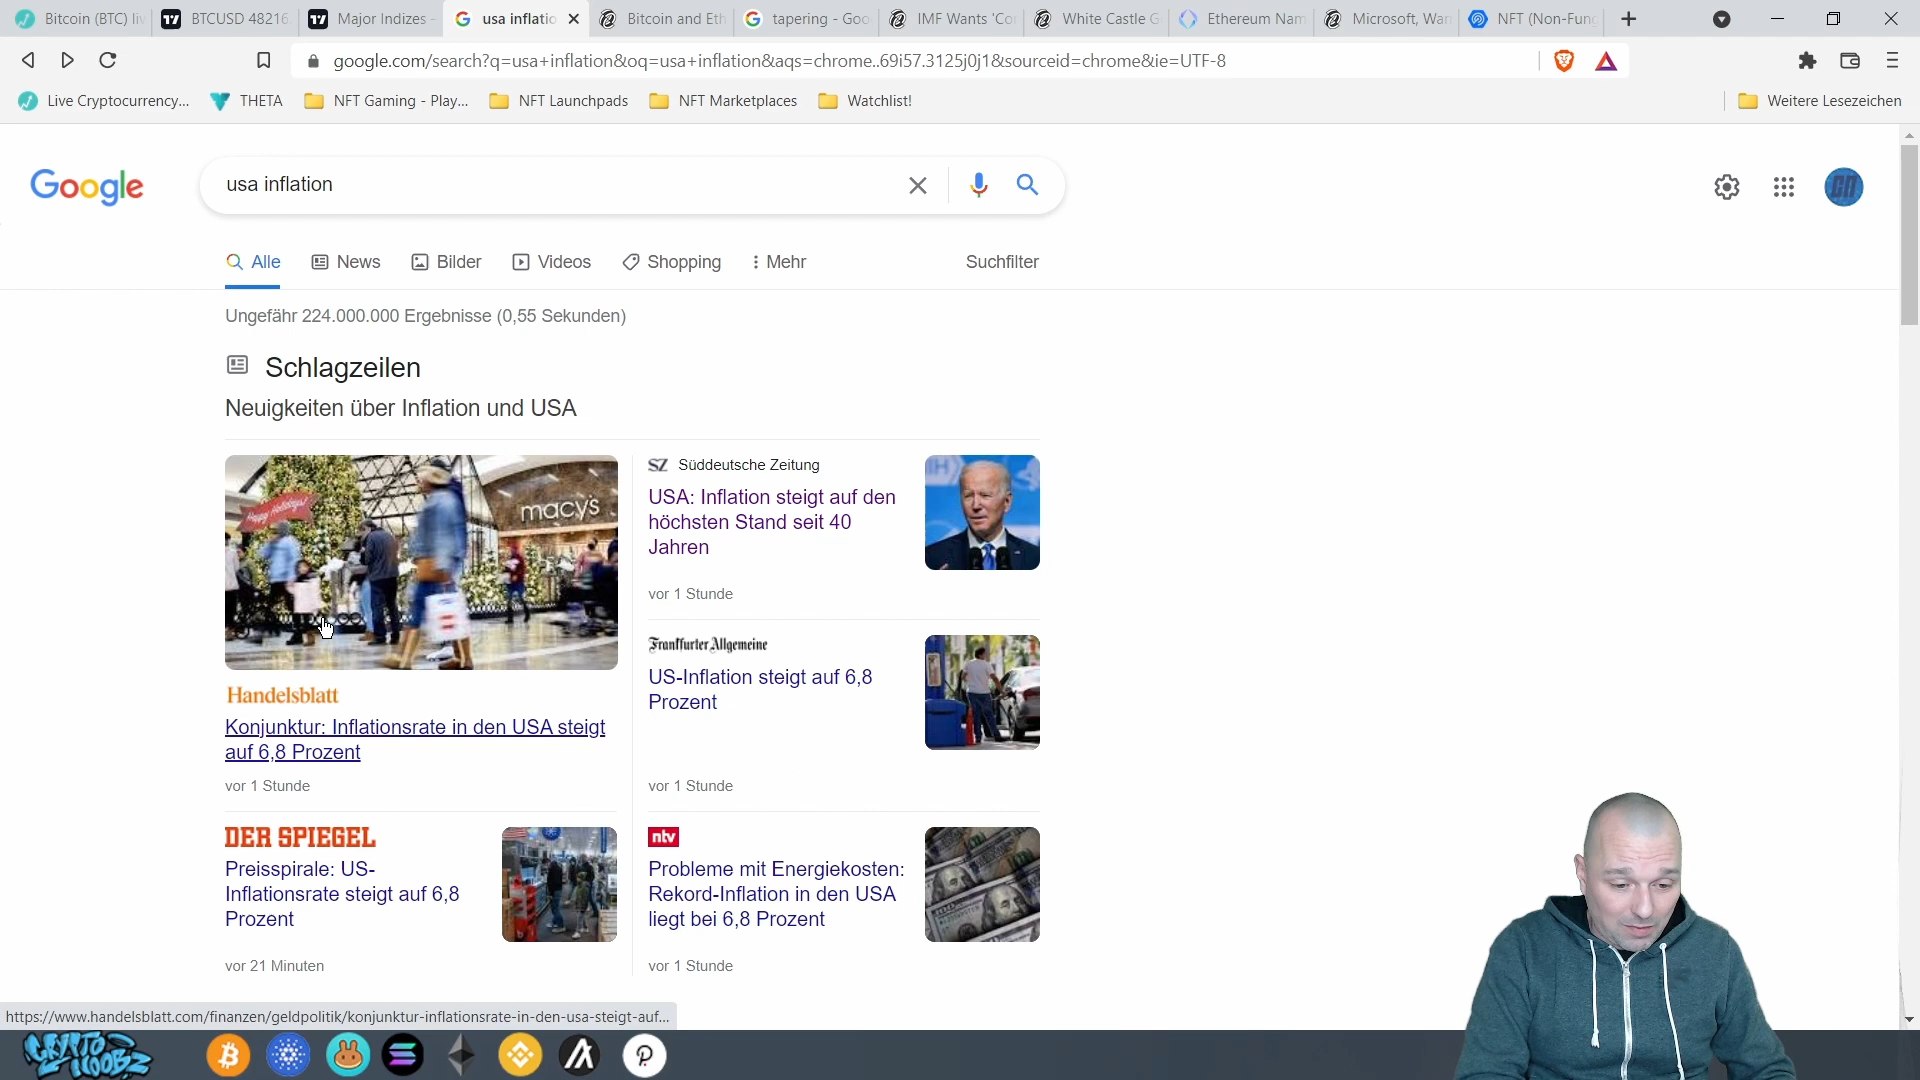 Bitcoin (BTC) liv
BTCUSD 48216.
Major Indizes -
usa inflatio
Bitcoin and Eth
tapering - Goo
IMF Wants 'Co
White Castle G
Ethereum Nam
Microsoft, War
NFT (Non-Fung
google.com/search?q=usa+inflation&oq=usa+inflation&aqs=chrome..69i57.3125j0j1&sourceid=chrome&ie=UTF-8
Live Cryptocurrency...
THETA
NFT Gaming - Play...
NFT Launchpads
NFT Marketplaces
Watchlist!
Weitere Lesezeichen
Google
usa inflation
Alle
News
Bilder
Videos
Shopping
Mehr
Suchfilter
Ungefähr 224.000.000 Ergebnisse (0,55 Sekunden)
Schlagzeilen
Neuigkeiten über Inflation und USA
Happy Holidays!
macy's
Handelsblatt
Konjunktur: Inflationsrate in den USA steigt
auf 6,8 Prozent
vor 1 Stunde
SZ Süddeutsche Zeitung
USA: Inflation steigt auf den
höchsten Stand seit 40
Jahren
vor 1 Stunde
Frankfurter Allgemeine
US-Inflation steigt auf 6,8
Prozent
vor 1 Stunde
DER SPIEGEL
Preisspirale: US-
Inflationsrate steigt auf 6,8
Prozent
vor 21 Minuten
ntv
Probleme mit Energiekosten:
Rekord-Inflation in den USA
liegt bei 6,8 Prozent
vor 1 Stunde
https://www.handelsblatt.com/finanzen/geldpolitik/konjunktur-inflationsrate-in-den-usa-steigt-auf...
CRYPTO
NOOBZ